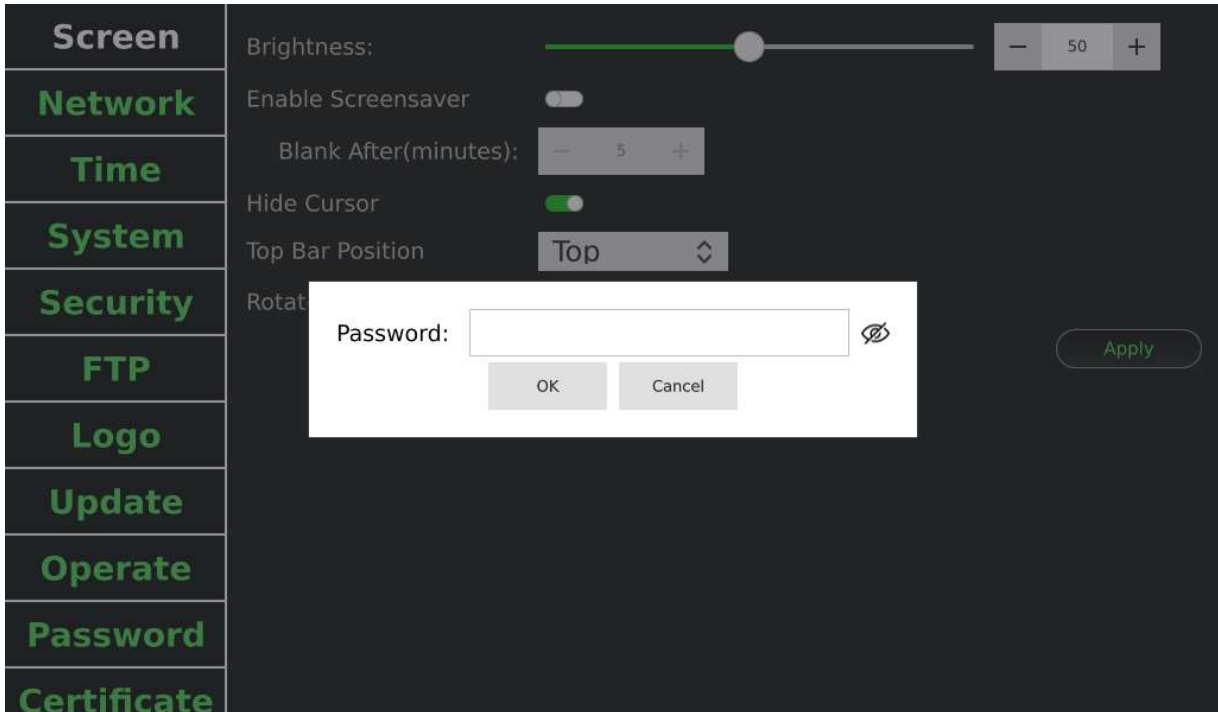 Screen
Network
Time
System
Security
FTP
Logo
Update
Operate
Password
Certificate
Brightness:
− 50 +
Enable Screensaver
Blank After(minutes):
− 5 +
Hide Cursor
Top Bar Position
Top
Rotat
Password:
OK
Cancel
Apply